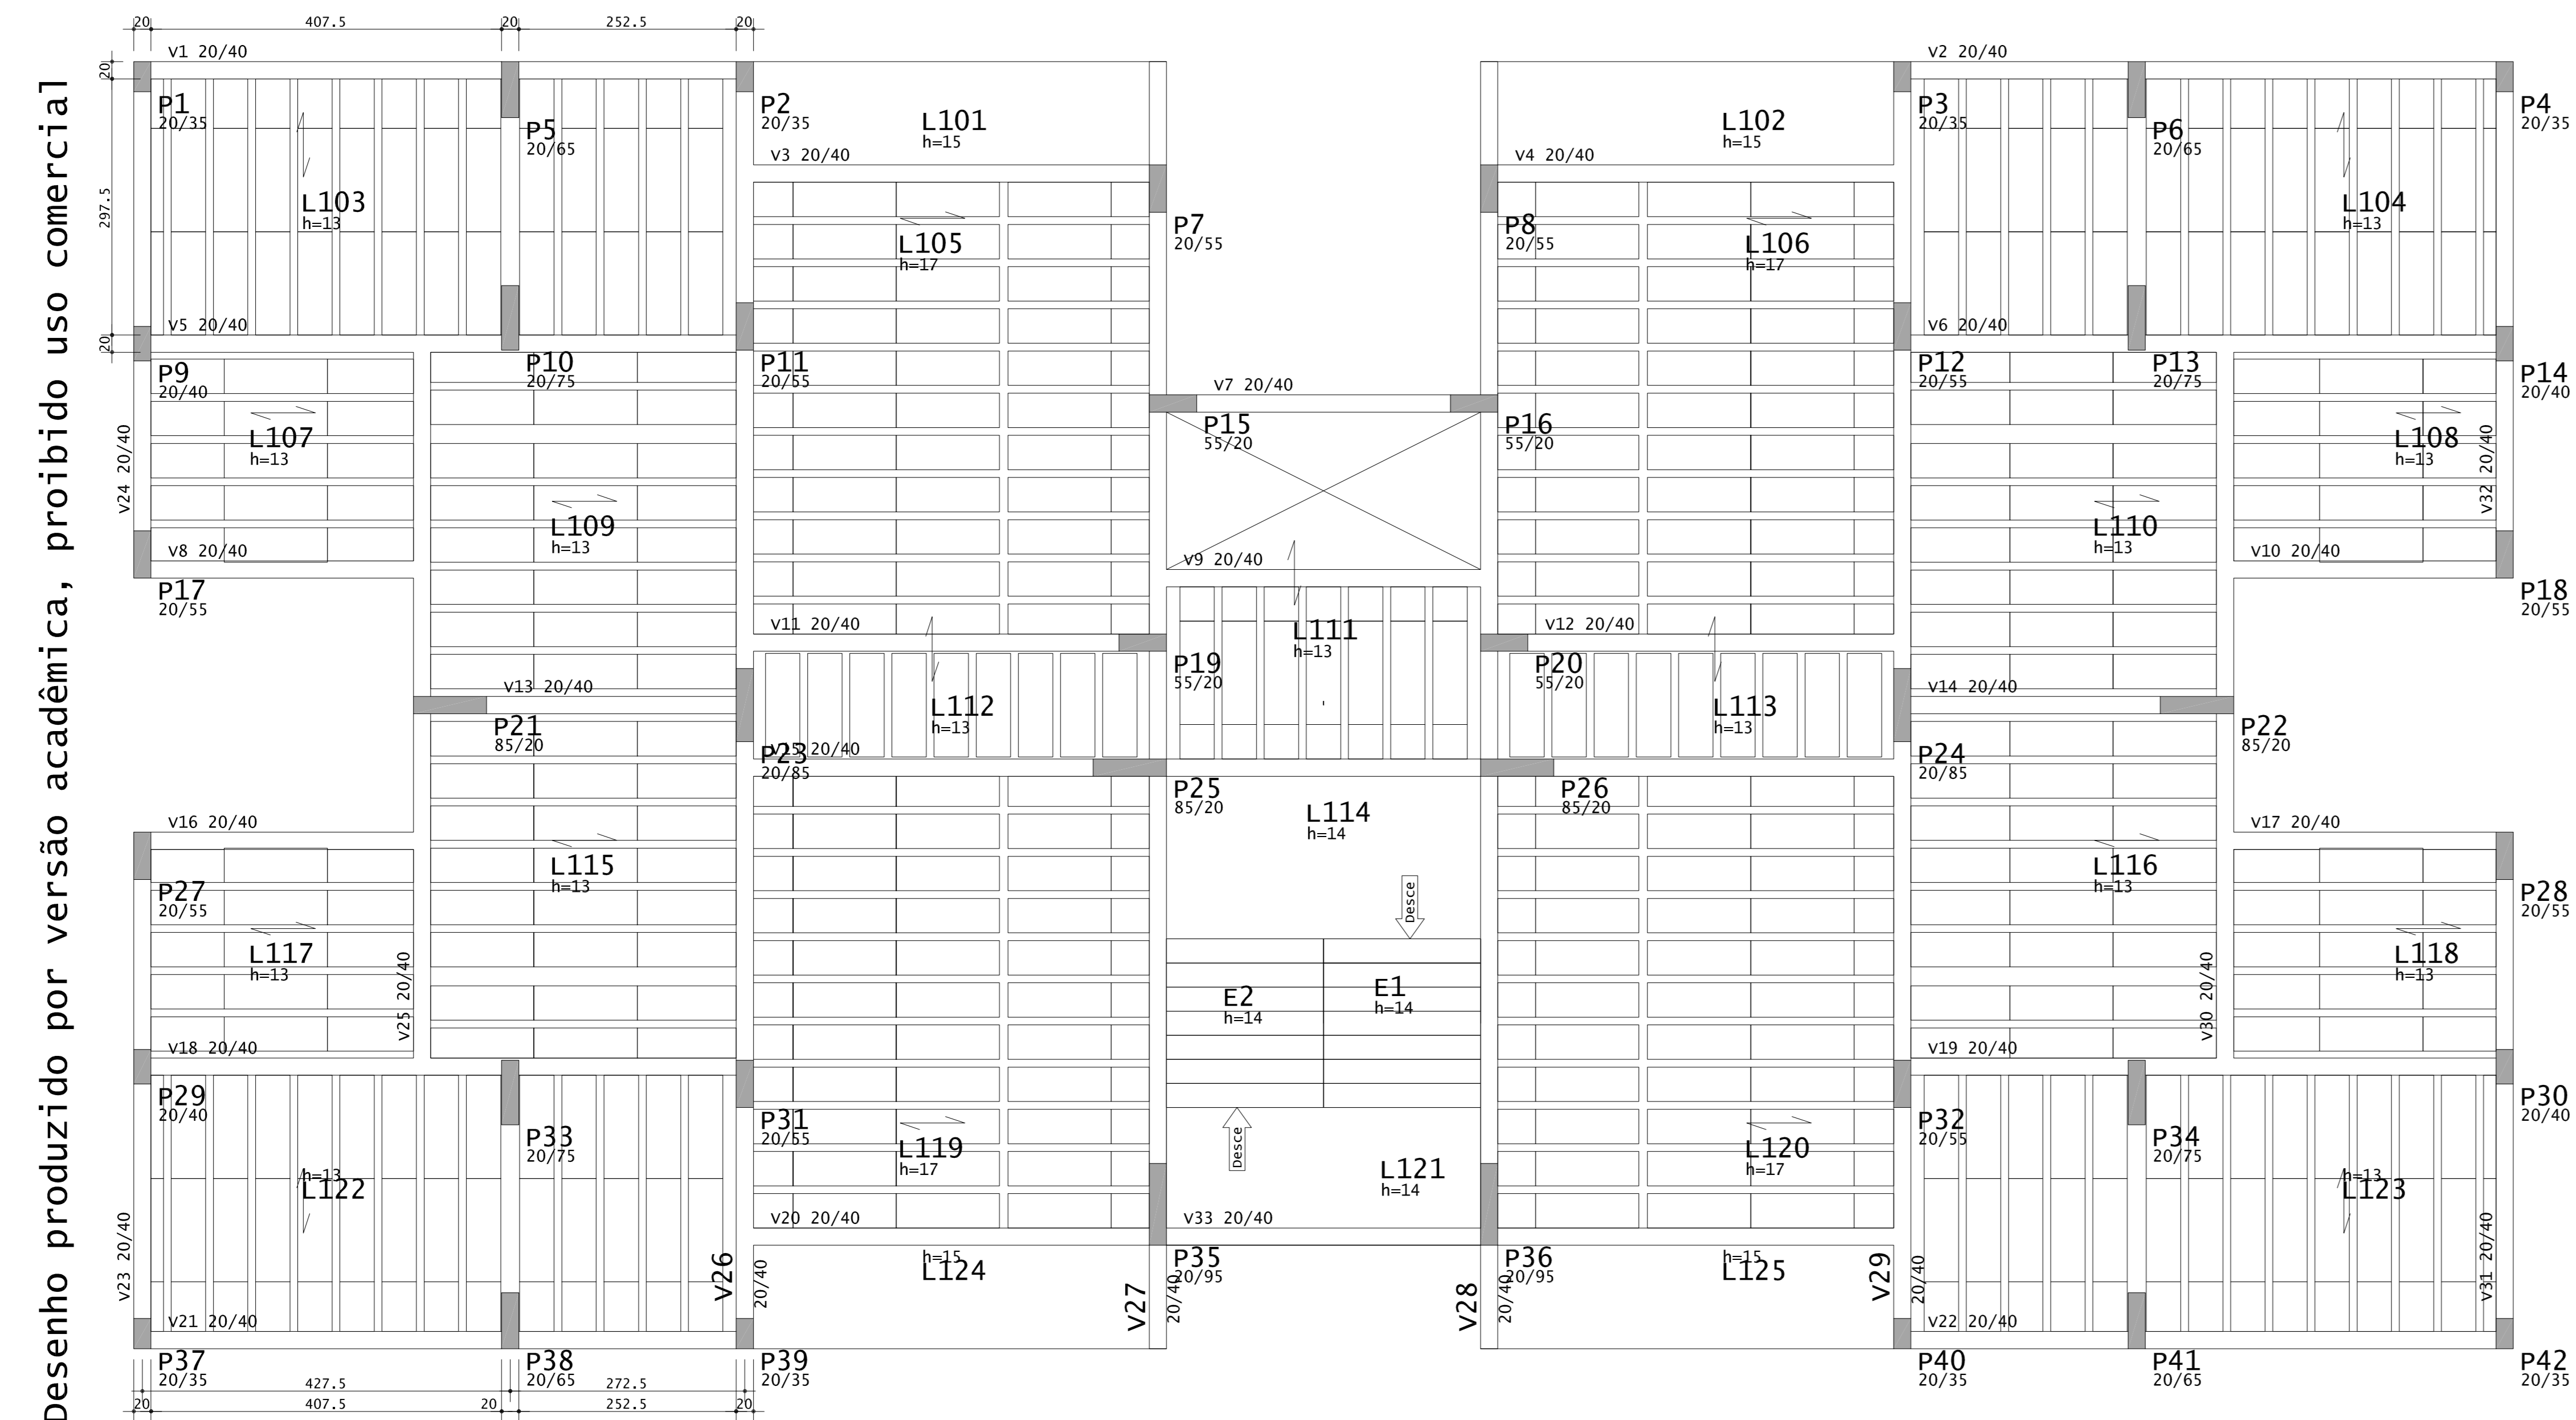 20 407.5 20 252.5 20
V1 20/40
V2 20/40
20
P1
20/35
P5
20/65
P2
20/35
L101
h=15
V3 20/40
L102
h=15
V4 20/40
P3
20/35
P6
20/65
P4
20/35
297.5
L103
h=13
L105
h=17
P7
20/55
P8
20/55
L106
h=17
L104
h=13
V5 20/40
V6 20/40
20
P9
20/40
P10
20/75
P11
20/55
V7 20/40
P12
20/55
P13
20/75
P14
20/40
P15
55/20
P16
55/20
L107
h=13
L108
h=13
V24 20/40
V32 20/40
L109
h=13
L110
h=13
V8 20/40
V9 20/40
V10 20/40
P17
20/55
P18
20/55
V11 20/40
L111
h=13
V12 20/40
P19
55/20
P20
55/20
V13 20/40
V14 20/40
L112
h=13
L113
h=13
P21
85/20
V15 20/40
P23
20/85
P22
85/20
P24
20/85
P25
85/20
P26
85/20
L114
h=14
V16 20/40
V17 20/40
L115
h=13
L116
h=13
P27
20/55
P28
20/55
Desce
L117
h=13
L118
h=13
V25 20/40
V30 20/40
E2
h=14
E1
h=14
V18 20/40
V19 20/40
P29
20/40
P30
20/40
P31
20/55
P32
20/55
P33
20/75
P34
20/75
L119
h=17
Desce
L120
h=17
L121
h=14
h=13
L122
h=13
L123
V20 20/40
V33 20/40
V23 20/40
V31 20/40
V26
20/40
h=15
L124
P35
20/95
P36
20/95
h=15
L125
V27
20/40
V28
20/40
V29
20/40
V21 20/40
V22 20/40
P37
20/35
P38
20/65
P39
20/35
P40
20/35
P41
20/65
P42
20/35
427.5 272.5
20 407.5 20 252.5 20
Desenho produzido por versão acadêmica, proibido uso comercial